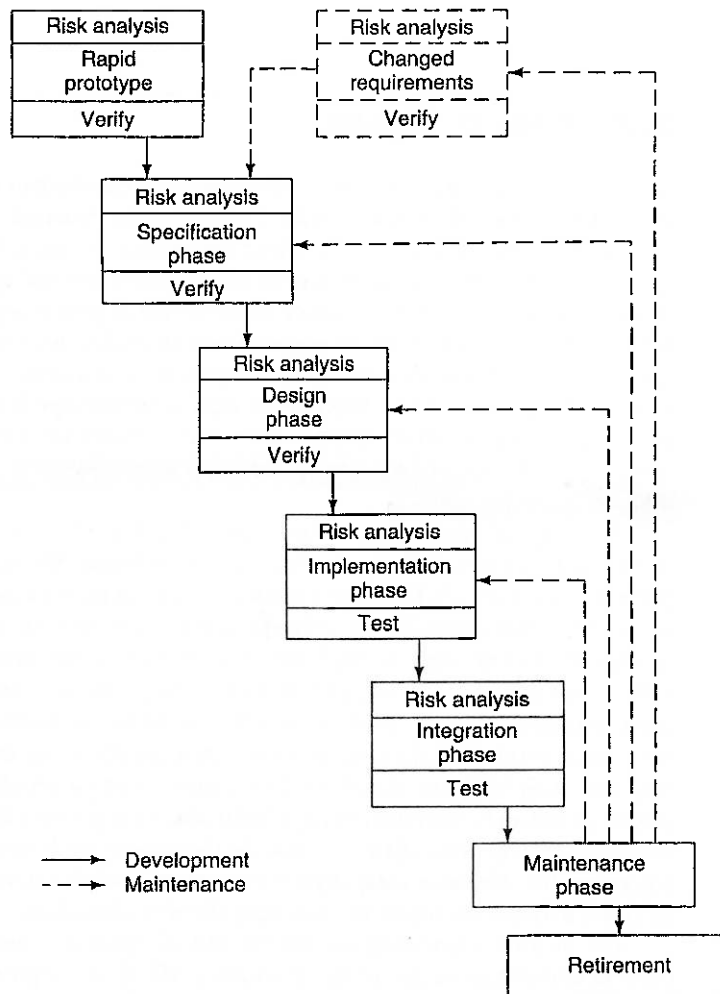 Risk analysis
Rapid
prototype
Verify
Risk analysis
Changed
requirements
Verify
Risk analysis
Specification
phase
Verify
Risk analysis
Design
phase
Verify
Risk analysis
Implementation
phase
Test
Risk analysis
Integration
phase
Test
Development
Maintenance
Maintenance
phase
Retirement